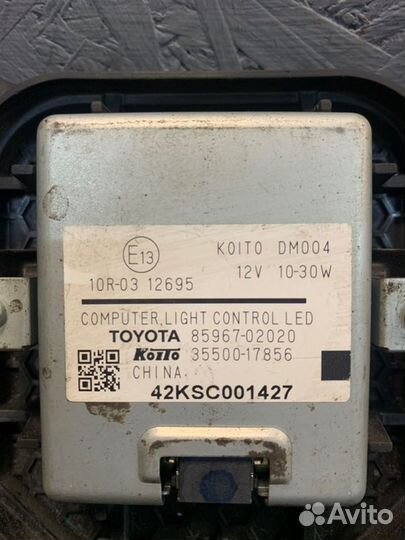 E13
KOITO DM004
12V 10-30W
10R-03 12695
COMPUTER,LIGHT CONTROL LED
TOYOTA 85967-02020
KOITO 35500-17856
CHINA
42KSC001427
Avito